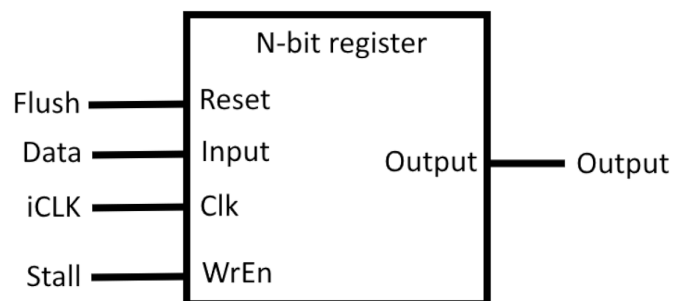 N-bit register
Flush Reset
Data Input
Output Output
iCLK Clk
Stall WrEn